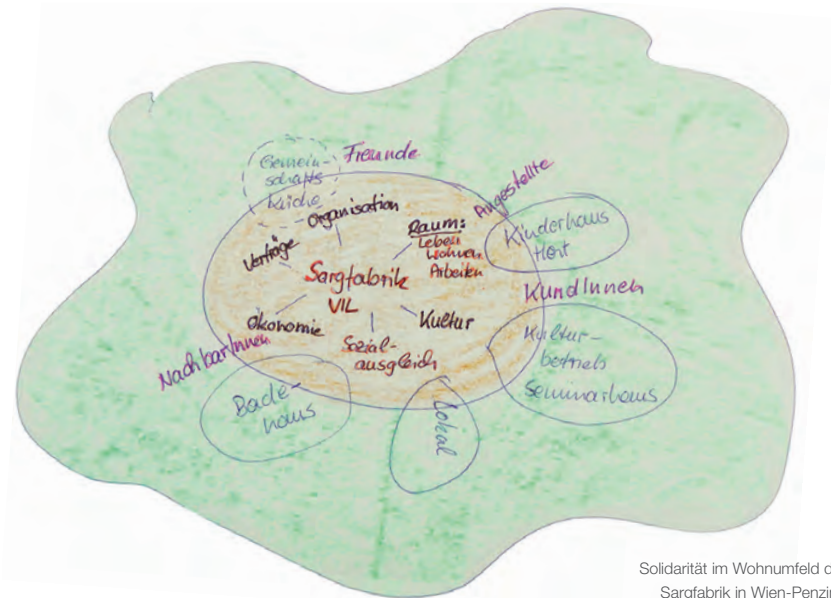 Gemein-
schafts
küche
Freunde
Organisation
Angestellte
Verträge
Raum:
Leben
Wohnen
Arbeiten
Kinderhaus
Hort
Sargfabrik
VIL
KundInnen
Ökonomie
Kultur
NachbarInnen
Sozial-
ausgleich
Kultur-
betrieb
Seminarhaus
Bade-
haus
Lokal
Solidarität im Wohnumfeld d
Sargfabrik in Wien-Penzin